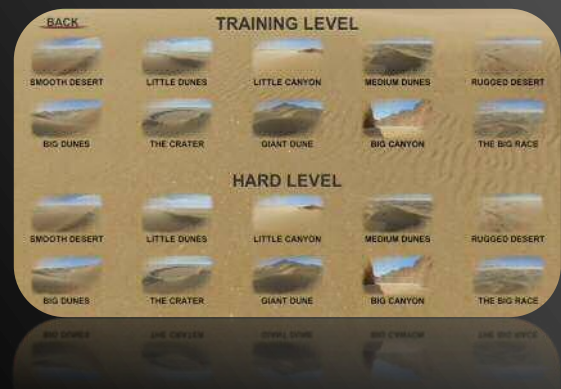 BACK
TRAINING LEVEL
SMOOTH DESERT LITTLE DUNES LITTLE CANYON MEDIUM DUNES RUGGED DESERT
BIG DUNES THE CRATER GIANT DUNE BIG CANYON THE BIG RACE
HARD LEVEL
SMOOTH DESERT LITTLE DUNES LITTLE CANYON MEDIUM DUNES RUGGED DESERT
BIG DUNES THE CRATER GIANT DUNE BIG CANYON THE BIG RACE